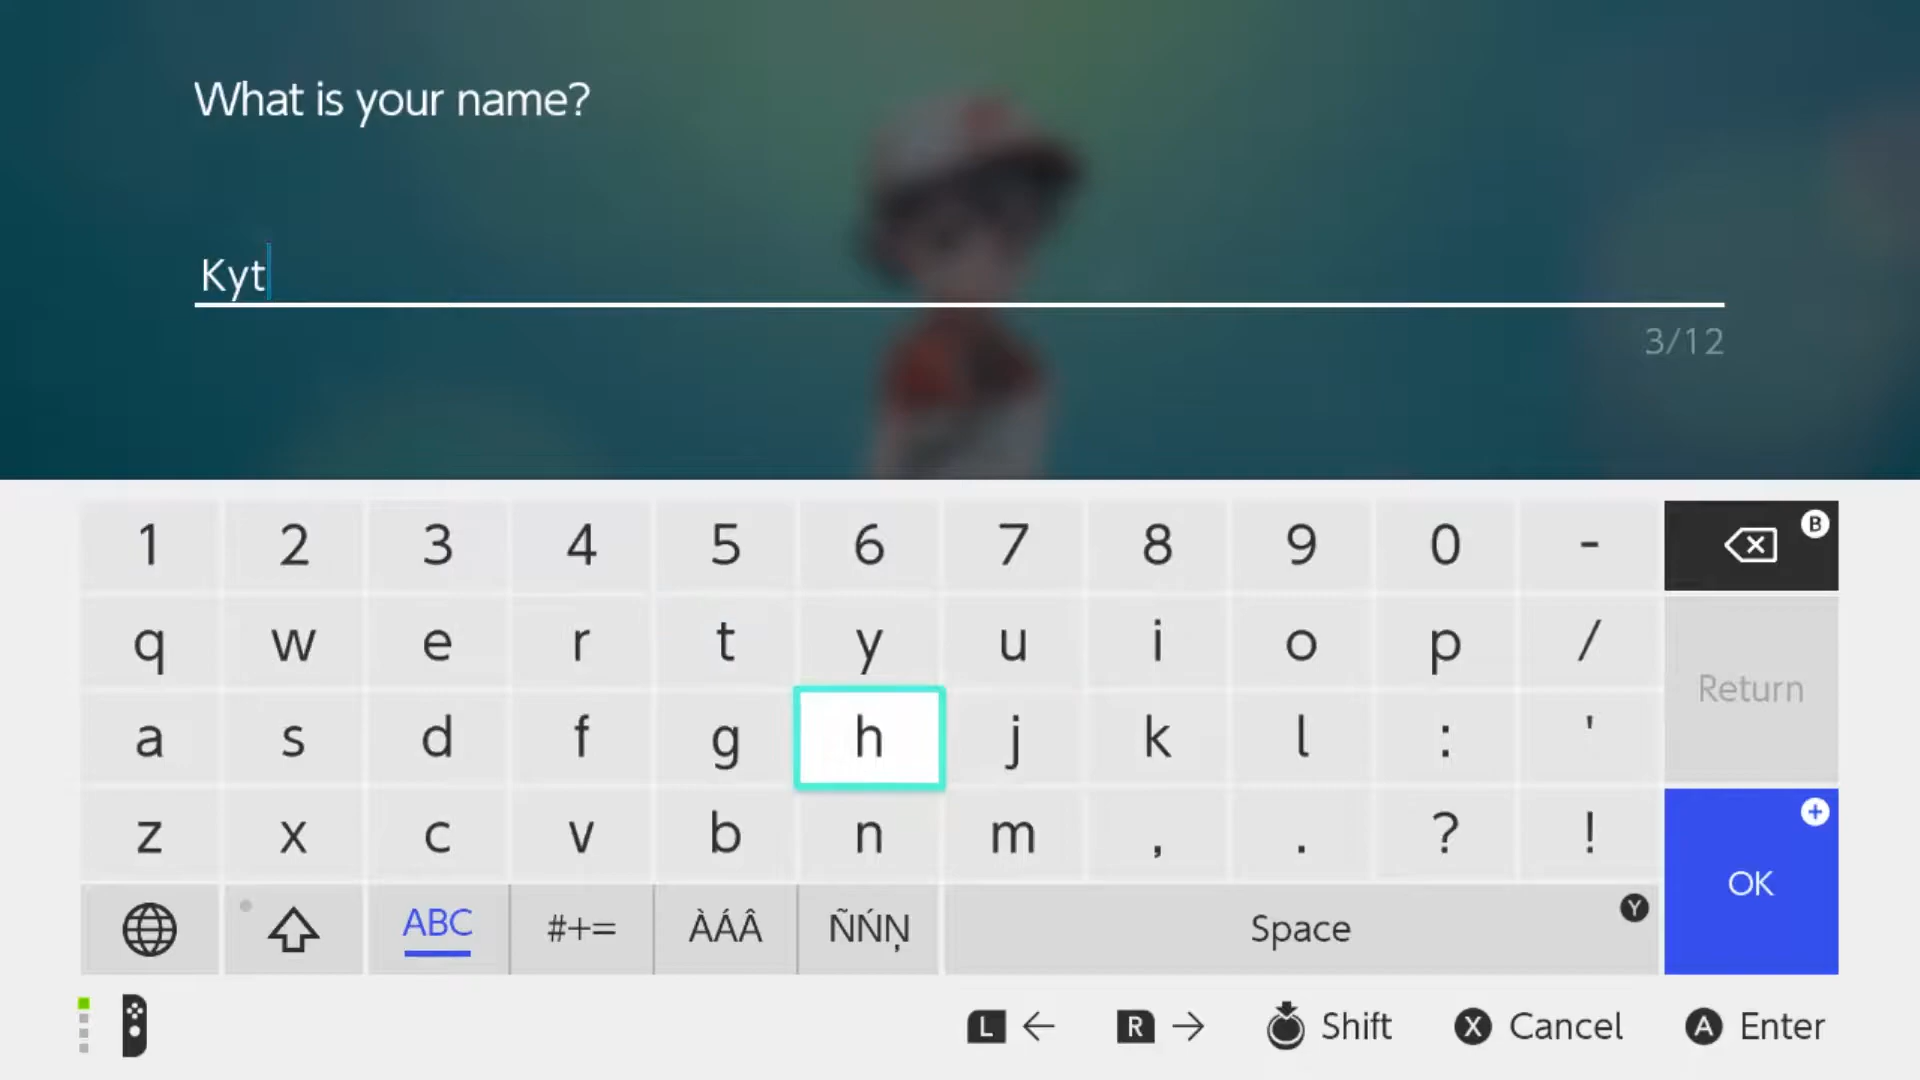 What is your name?
Kyt
3/12
1 2 3 4 5 6 7 8 9 0 - B
q w e r t y u i o p / Return
a s d f g h j k l : '
z x c v b n m , . ? ! + OK
ABC #+= ÀÁÂ ÑŃŅ Space Y
L ← R → Shift X Cancel A Enter